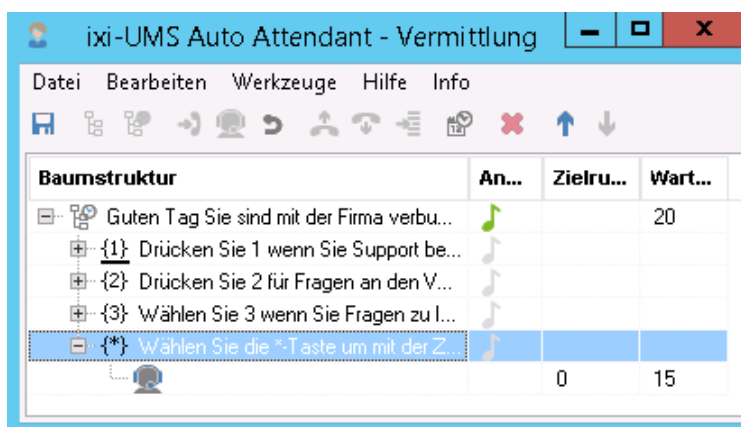 ixi-UMS Auto Attendant - Vermittlung
Datei Bearbeiten Werkzeuge Hilfe Info
Baumstruktur An... Zielru... Wart...
Guten Tag Sie sind mit der Firma verbu... 20
{1} Drücken Sie 1 wenn Sie Support be...
{2} Drücken Sie 2 für Fragen an den V...
{3} Wählen Sie 3 wenn Sie Fragen zu I...
{*} Wählen Sie die *-Taste um mit der Z...
0 15